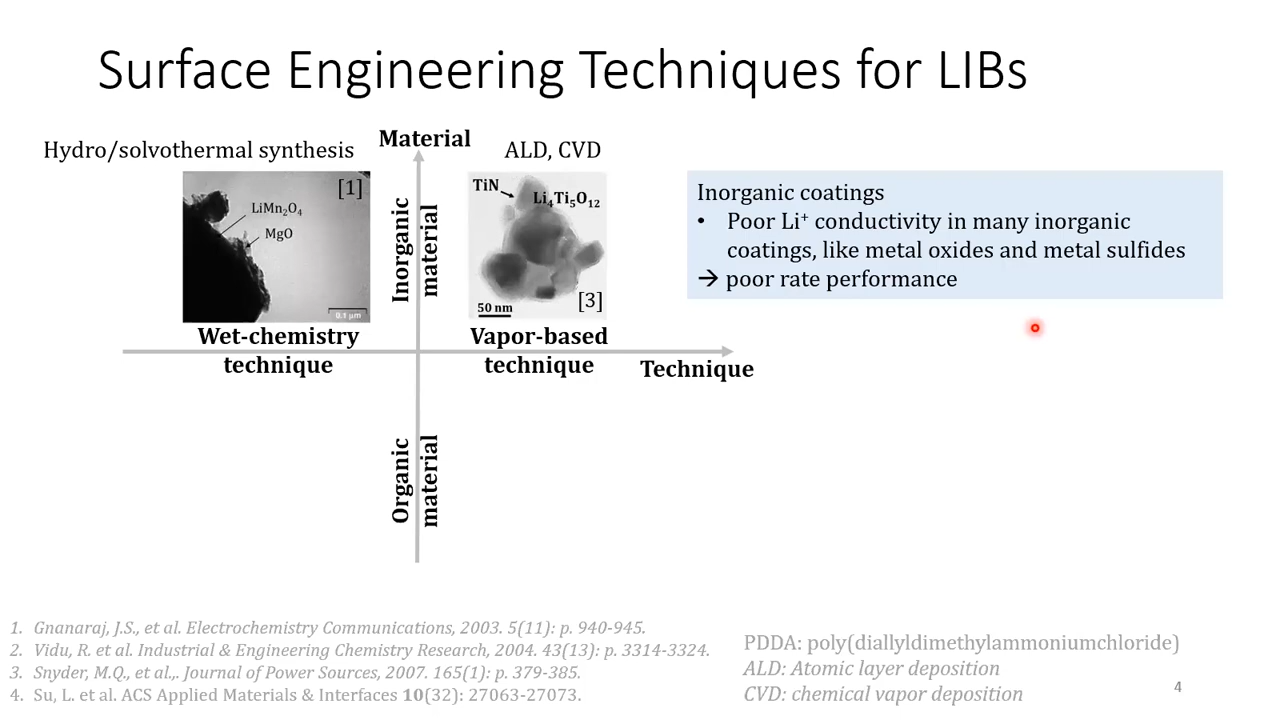 Surface Engineering Techniques for LIBs
Hydro/solvothermal synthesis
Material
ALD, CVD
[1]
LiMn₂O₄
MgO
0.1 μm
Inorganic
material
TiN
Li₄Ti₅O₁₂
[3]
50 nm
Inorganic coatings
• Poor Li⁺ conductivity in many inorganic
coatings, like metal oxides and metal sulfides
→ poor rate performance
Wet-chemistry
technique
Vapor-based
technique
Technique
Organic
material
1. Gnanaraj, J.S., et al. Electrochemistry Communications, 2003. 5(11): p. 940-945.
2. Vidu, R. et al. Industrial & Engineering Chemistry Research, 2004. 43(13): p. 3314-3324.
3. Snyder, M.Q., et al.,. Journal of Power Sources, 2007. 165(1): p. 379-385.
4. Su, L. et al. ACS Applied Materials & Interfaces 10(32): 27063-27073.
PDDA: poly(diallyldimethylammoniumchloride)
ALD: Atomic layer deposition
CVD: chemical vapor deposition
4